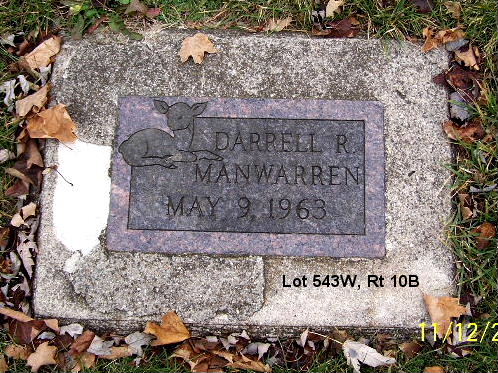 DARRELL R.
MANWARREN
MAY 9, 1963
Lot 543W, Rt 10B
11/12/2